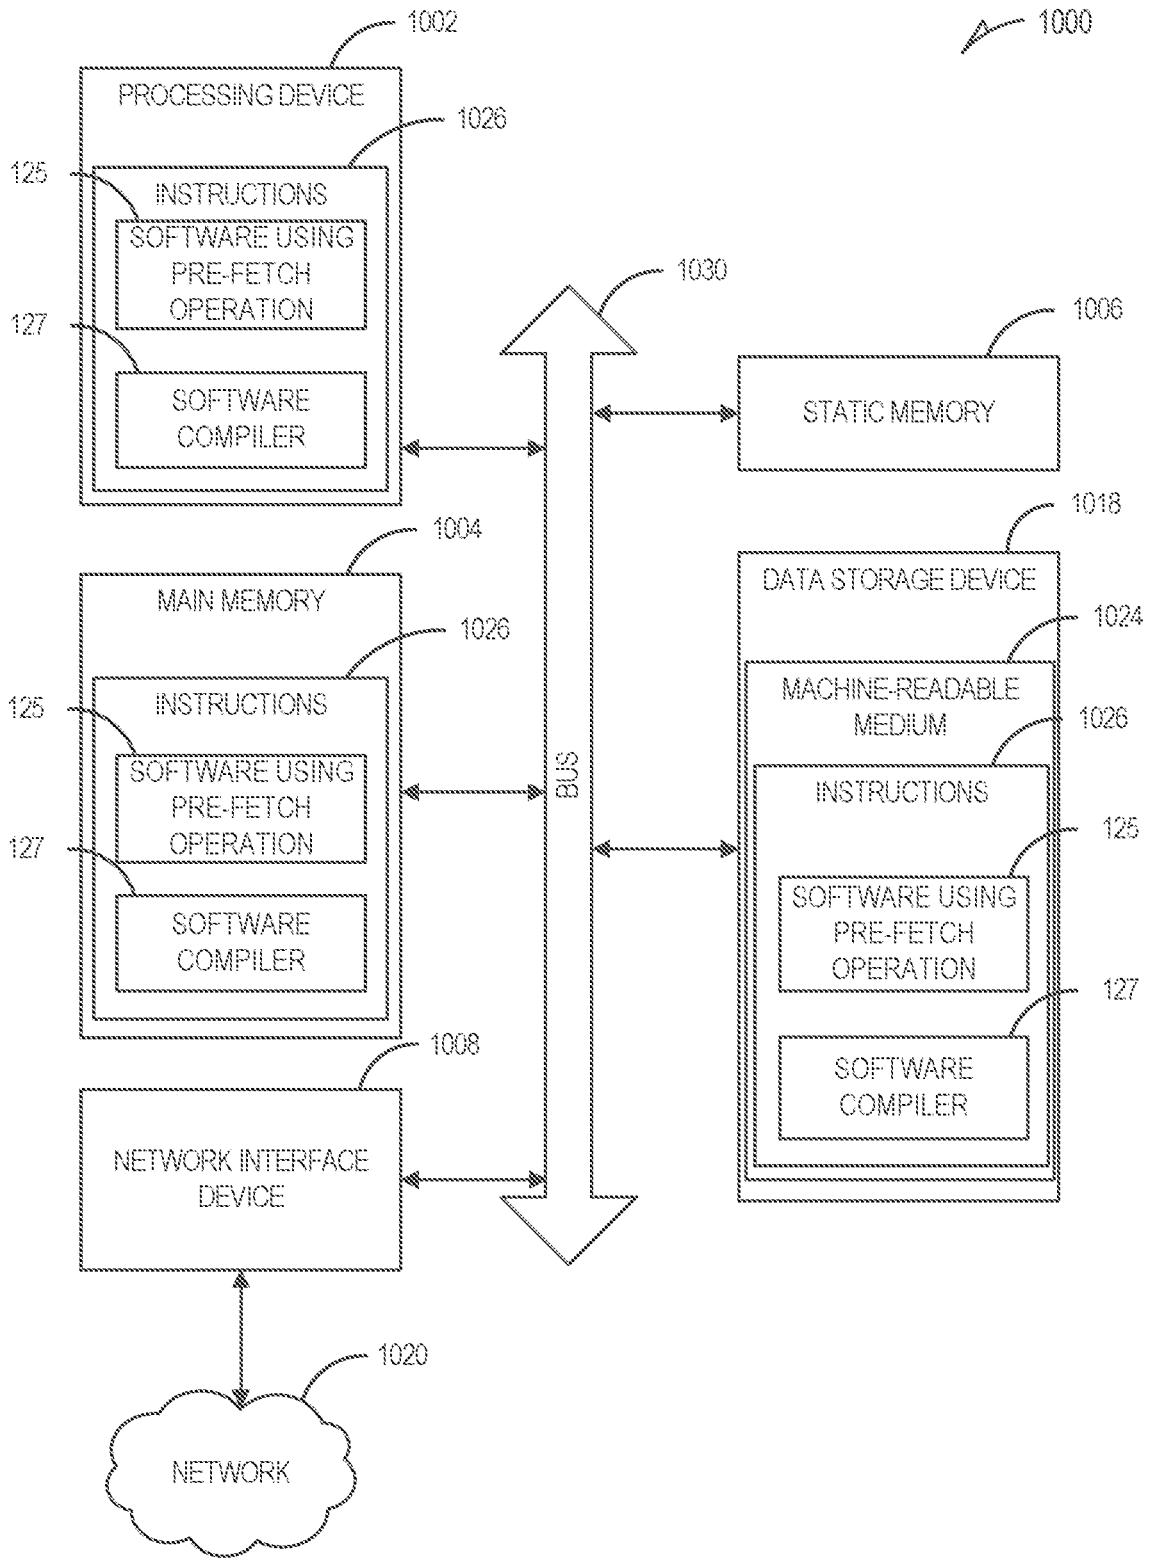 1000
1002
PROCESSING DEVICE
1026
125
INSTRUCTIONS
SOFTWARE USING
PRE-FETCH
OPERATION
127
SOFTWARE
COMPILER
1030
BUS
1006
STATIC MEMORY
1004
MAIN MEMORY
1026
125
INSTRUCTIONS
SOFTWARE USING
PRE-FETCH
OPERATION
127
SOFTWARE
COMPILER
1018
DATA STORAGE DEVICE
1024
MACHINE-READABLE
MEDIUM
1026
INSTRUCTIONS
125
SOFTWARE USING
PRE-FETCH
OPERATION
127
SOFTWARE
COMPILER
1008
NETWORK INTERFACE
DEVICE
1020
NETWORK